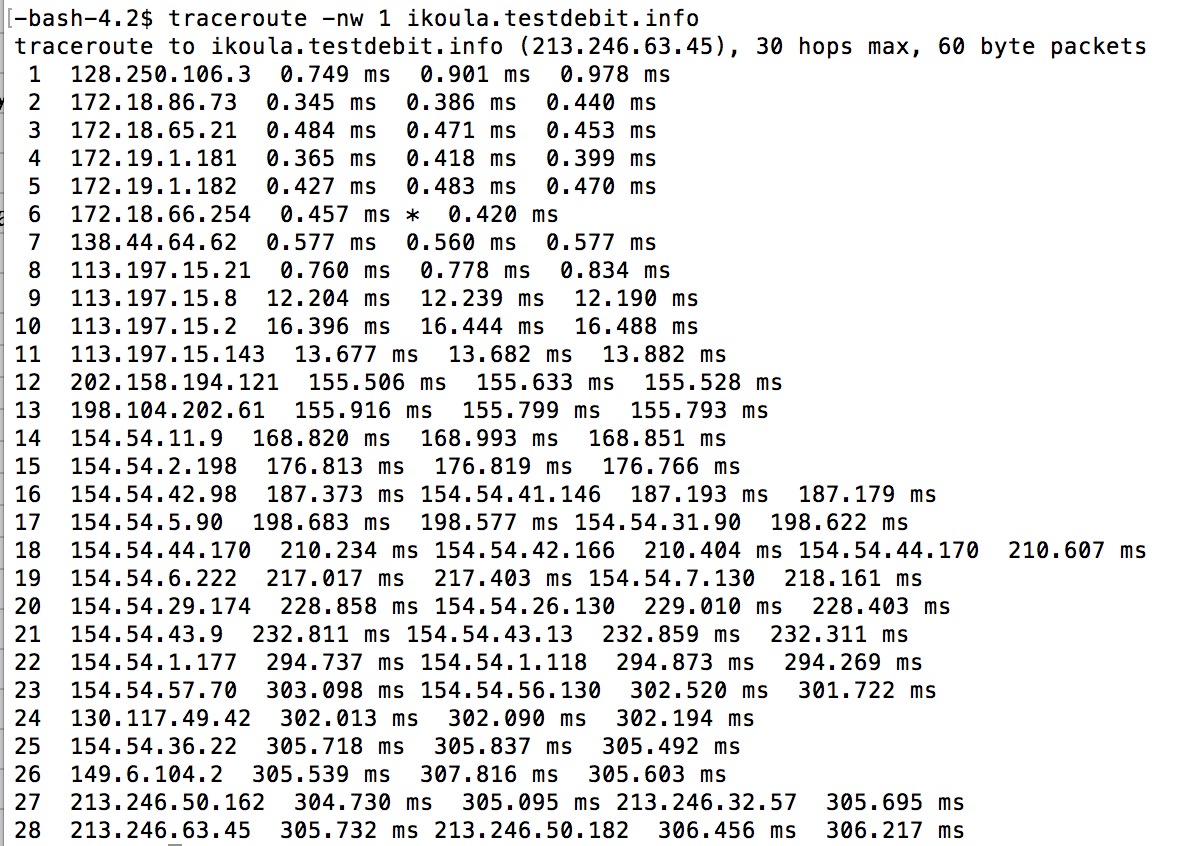 [-bash-4.2$ traceroute -nw 1 ikoula.testdebit.info
traceroute to ikoula.testdebit.info (213.246.63.45), 30 hops max, 60 byte packets
 1  128.250.106.3  0.749 ms  0.901 ms  0.978 ms
 2  172.18.86.73  0.345 ms  0.386 ms  0.440 ms
 3  172.18.65.21  0.484 ms  0.471 ms  0.453 ms
 4  172.19.1.181  0.365 ms  0.418 ms  0.399 ms
 5  172.19.1.182  0.427 ms  0.483 ms  0.470 ms
 6  172.18.66.254  0.457 ms *  0.420 ms
 7  138.44.64.62  0.577 ms  0.560 ms  0.577 ms
 8  113.197.15.21  0.760 ms  0.778 ms  0.834 ms
 9  113.197.15.8  12.204 ms  12.239 ms  12.190 ms
10  113.197.15.2  16.396 ms  16.444 ms  16.488 ms
11  113.197.15.143  13.677 ms  13.682 ms  13.882 ms
12  202.158.194.121  155.506 ms  155.633 ms  155.528 ms
13  198.104.202.61  155.916 ms  155.799 ms  155.793 ms
14  154.54.11.9  168.820 ms  168.993 ms  168.851 ms
15  154.54.2.198  176.813 ms  176.819 ms  176.766 ms
16  154.54.42.98  187.373 ms 154.54.41.146  187.193 ms  187.179 ms
17  154.54.5.90  198.683 ms  198.577 ms 154.54.31.90  198.622 ms
18  154.54.44.170  210.234 ms 154.54.42.166  210.404 ms 154.54.44.170  210.607 ms
19  154.54.6.222  217.017 ms  217.403 ms 154.54.7.130  218.161 ms
20  154.54.29.174  228.858 ms 154.54.26.130  229.010 ms  228.403 ms
21  154.54.43.9  232.811 ms 154.54.43.13  232.859 ms  232.311 ms
22  154.54.1.177  294.737 ms 154.54.1.118  294.873 ms  294.269 ms
23  154.54.57.70  303.098 ms 154.54.56.130  302.520 ms  301.722 ms
24  130.117.49.42  302.013 ms  302.090 ms  302.194 ms
25  154.54.36.22  305.718 ms  305.837 ms  305.492 ms
26  149.6.104.2  305.539 ms  307.816 ms  305.603 ms
27  213.246.50.162  304.730 ms  305.095 ms 213.246.32.57  305.695 ms
28  213.246.63.45  305.732 ms 213.246.50.182  306.456 ms  306.217 ms